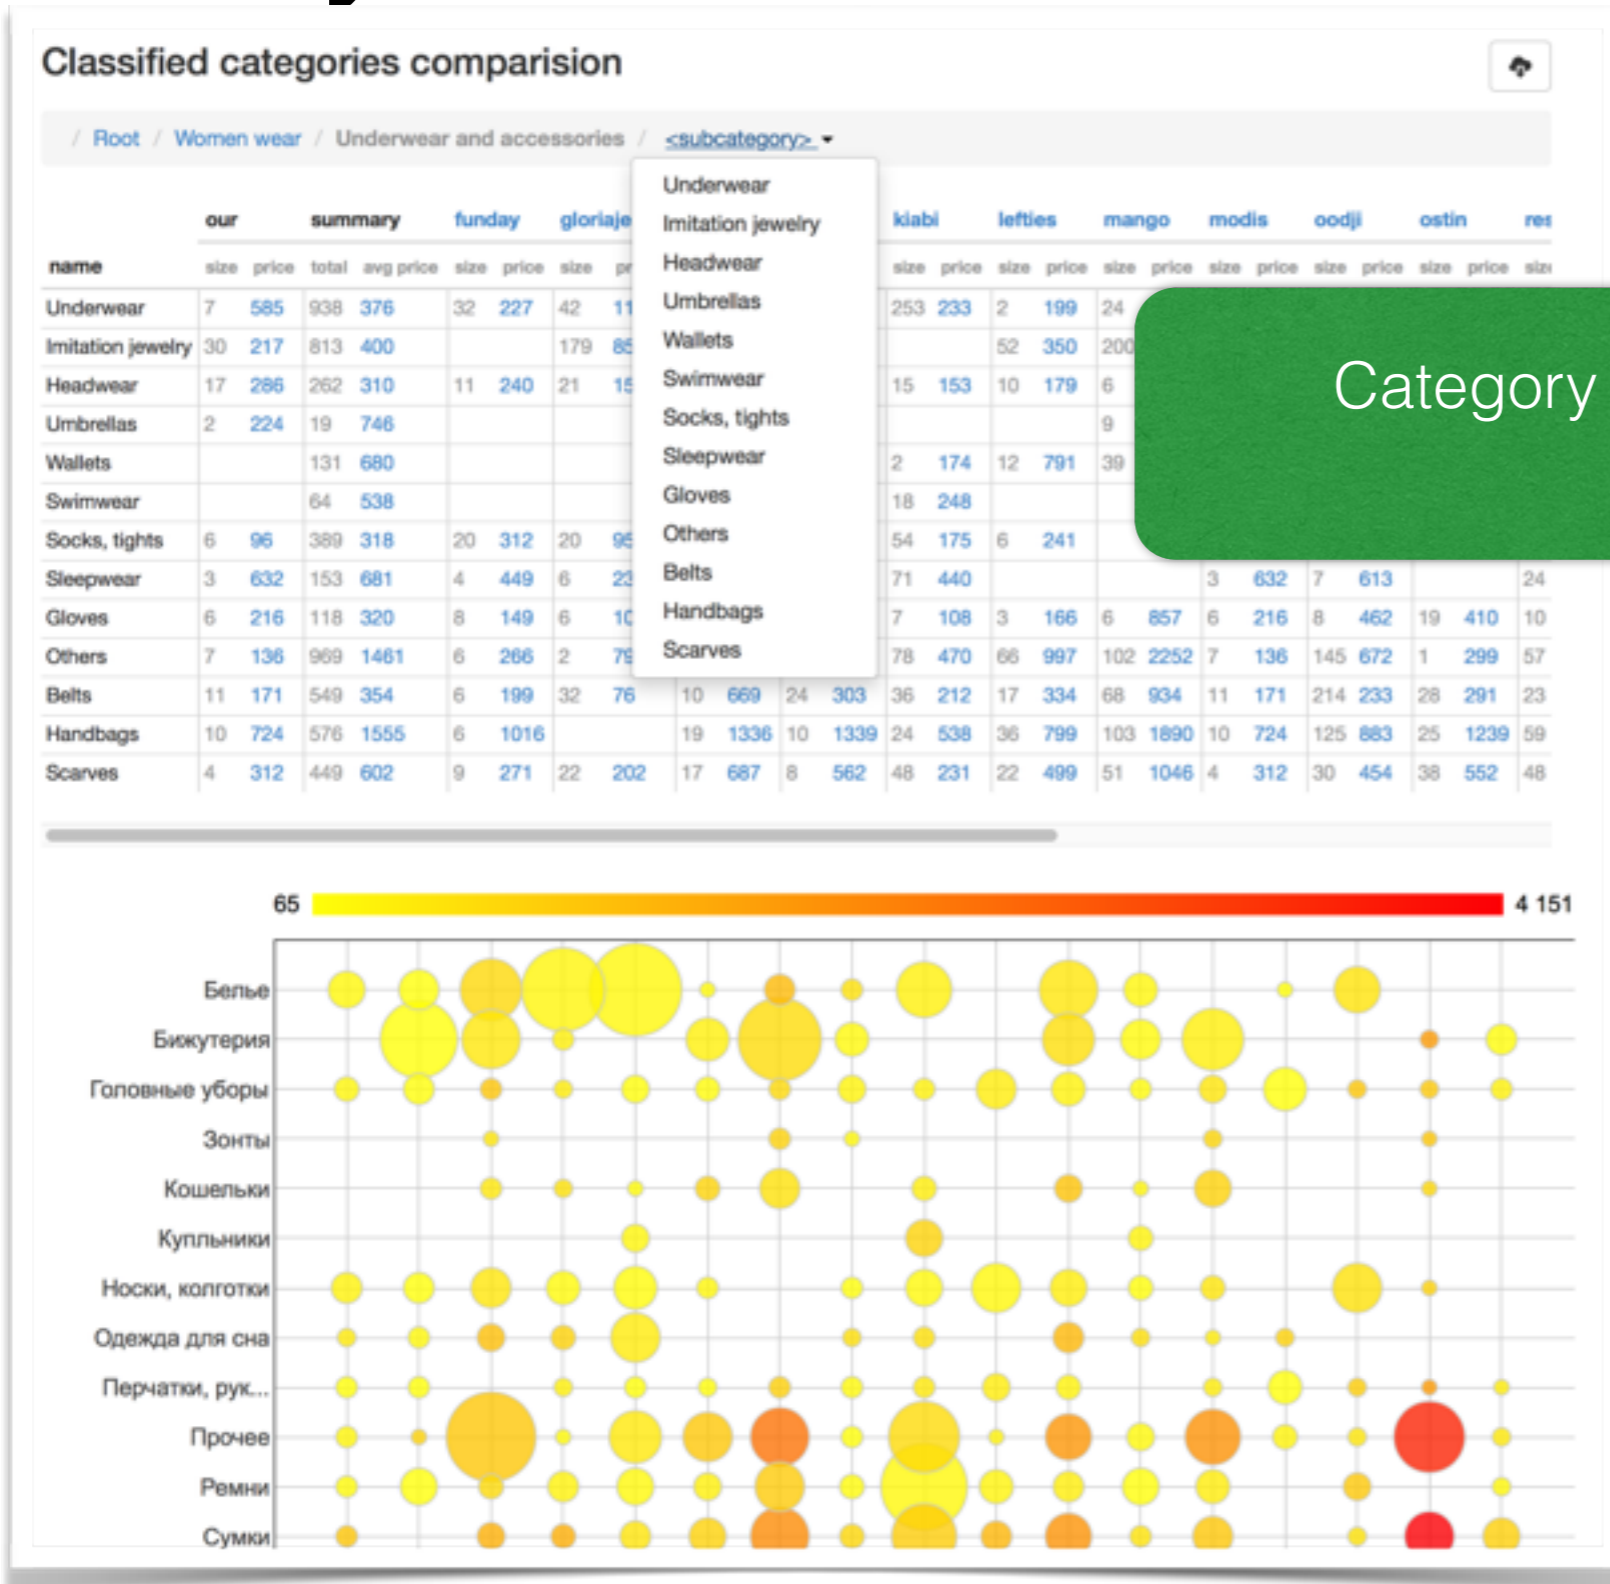 Classified categories comparision
/ Root / Women wear / Underwear and accessories / <subcategory>
Underwear
Imitation jewelry
Headwear
Umbrellas
Wallets
Swimwear
Socks, tights
Sleepwear
Gloves
Others
Belts
Handbags
Scarves
our summary funday gloriaje kiabi lefties mango modis oodji ostin res
name size price total avg price size price size pr size price size price size price size price size price size price size
Underwear 7 585 938 376 32 227 42 11 253 233 2 199 24
Imitation jewelry 30 217 813 400 179 85 52 350 200
Headwear 17 286 262 310 11 240 21 15 15 153 10 179 6
Umbrellas 2 224 19 746 9
Wallets 131 680 2 174 12 791 39
Swimwear 64 538 18 248
Socks, tights 6 96 389 318 20 312 20 95 54 175 6 241
Sleepwear 3 632 153 681 4 449 6 23 71 440 3 632 7 613 24
Gloves 6 216 118 320 8 149 6 10 7 108 3 166 6 857 6 216 8 462 19 410 10
Others 7 136 969 1461 6 266 2 79 78 470 66 997 102 2252 7 136 145 672 1 299 57
Belts 11 171 549 354 6 199 32 76 10 669 24 303 36 212 17 334 68 934 11 171 214 233 28 291 23
Handbags 10 724 576 1555 6 1016 19 1336 10 1339 24 538 36 799 103 1890 10 724 125 883 25 1239 59
Scarves 4 312 449 602 9 271 22 202 17 687 8 562 48 231 22 499 51 1046 4 312 30 454 38 552 48
Category
65 4 151
Белье
Бижутерия
Головные уборы
Зонты
Кошельки
Купльники
Носки, колготки
Одежда для сна
Перчатки, рук...
Прочее
Ремни
Сумки